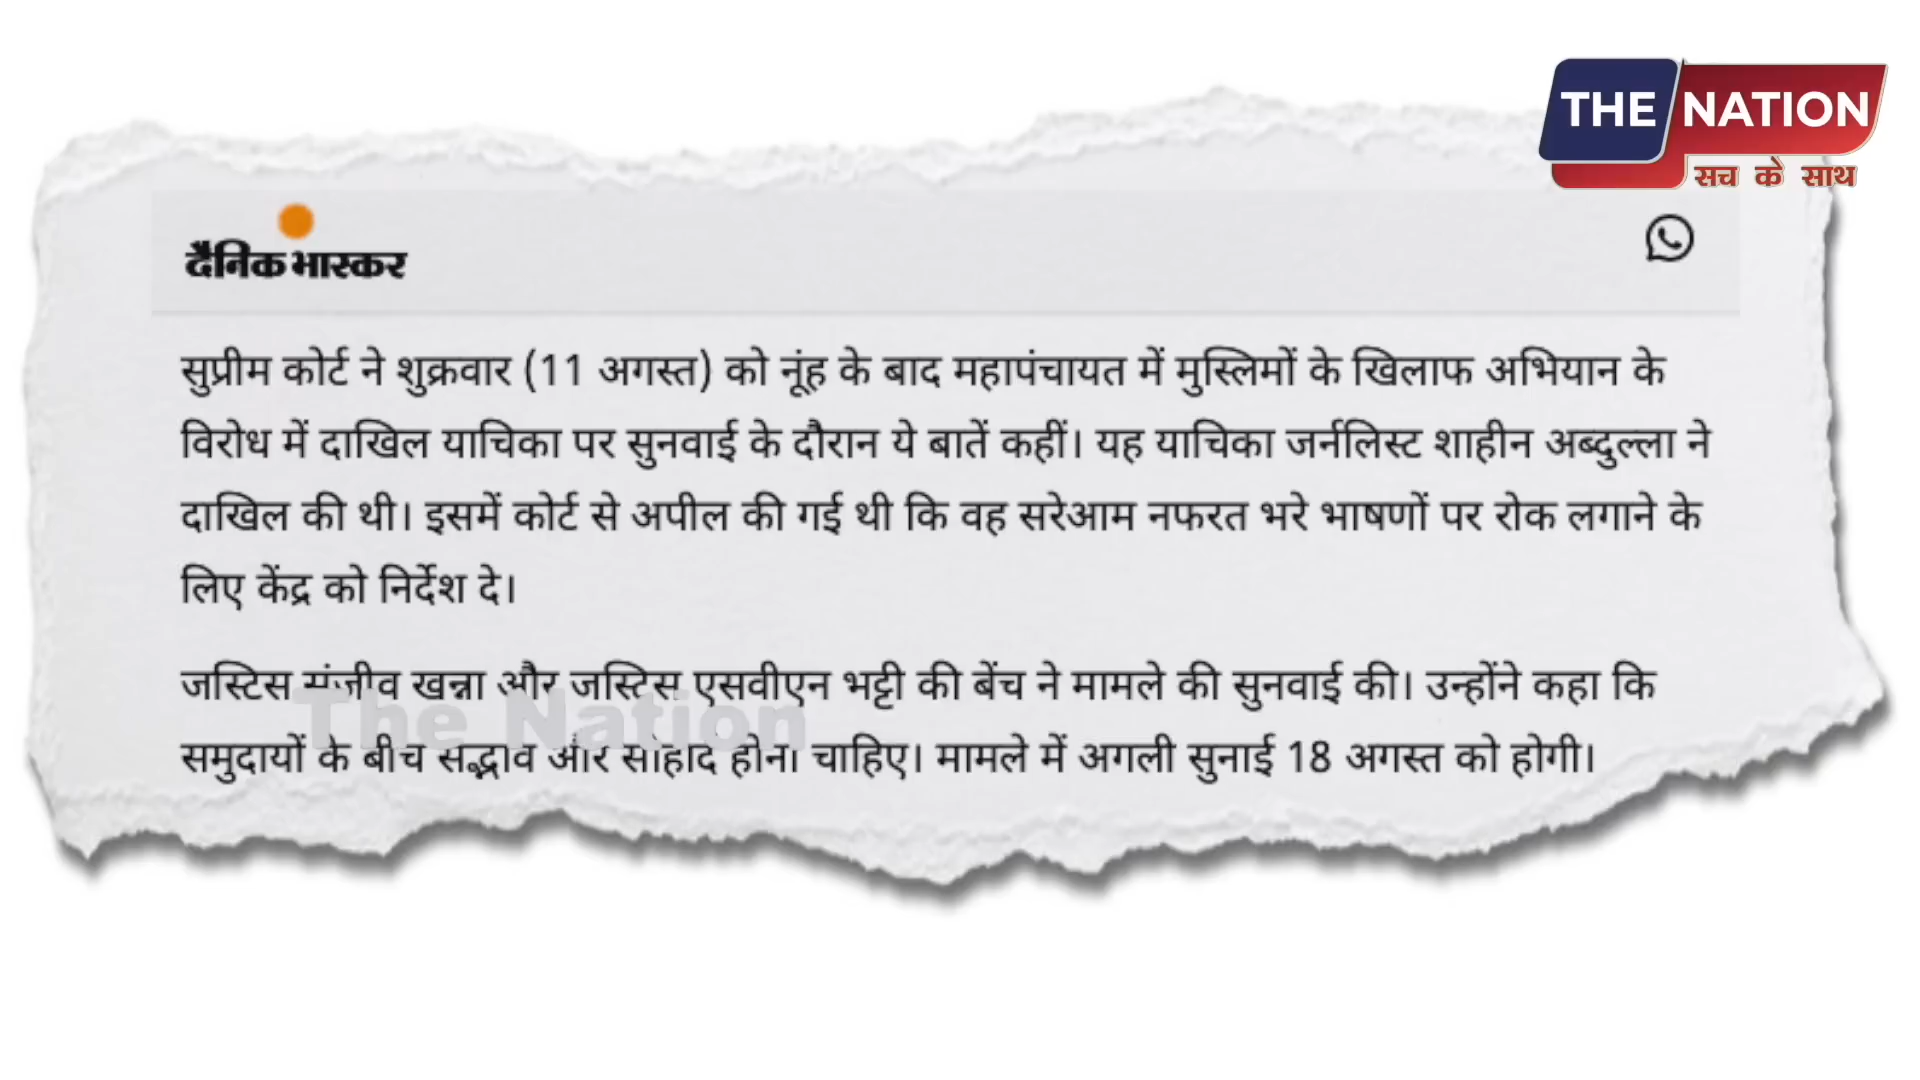 THE NATION
सच के साथ
दैनिक भास्कर
सुप्रीम कोर्ट ने शुक्रवार (11 अगस्त) को नूंह के बाद महापंचायत में मुस्लिमों के खिलाफ अभियान के
विरोध में दाखिल याचिका पर सुनवाई के दौरान ये बातें कहीं। यह याचिका जर्नलिस्ट शाहीन अब्दुल्ला ने
दाखिल की थी। इसमें कोर्ट से अपील की गई थी कि वह सरेआम नफरत भरे भाषणों पर रोक लगाने के
लिए केंद्र को निर्देश दे।
जस्टिस संजीव खन्ना और जस्टिस एसवीएन भट्टी की बेंच ने मामले की सुनवाई की। उन्होंने कहा कि
The Nation
समुदायों के बीच सद्भाव और सौहार्द होना चाहिए। मामले में अगली सुनाई 18 अगस्त को होगी।